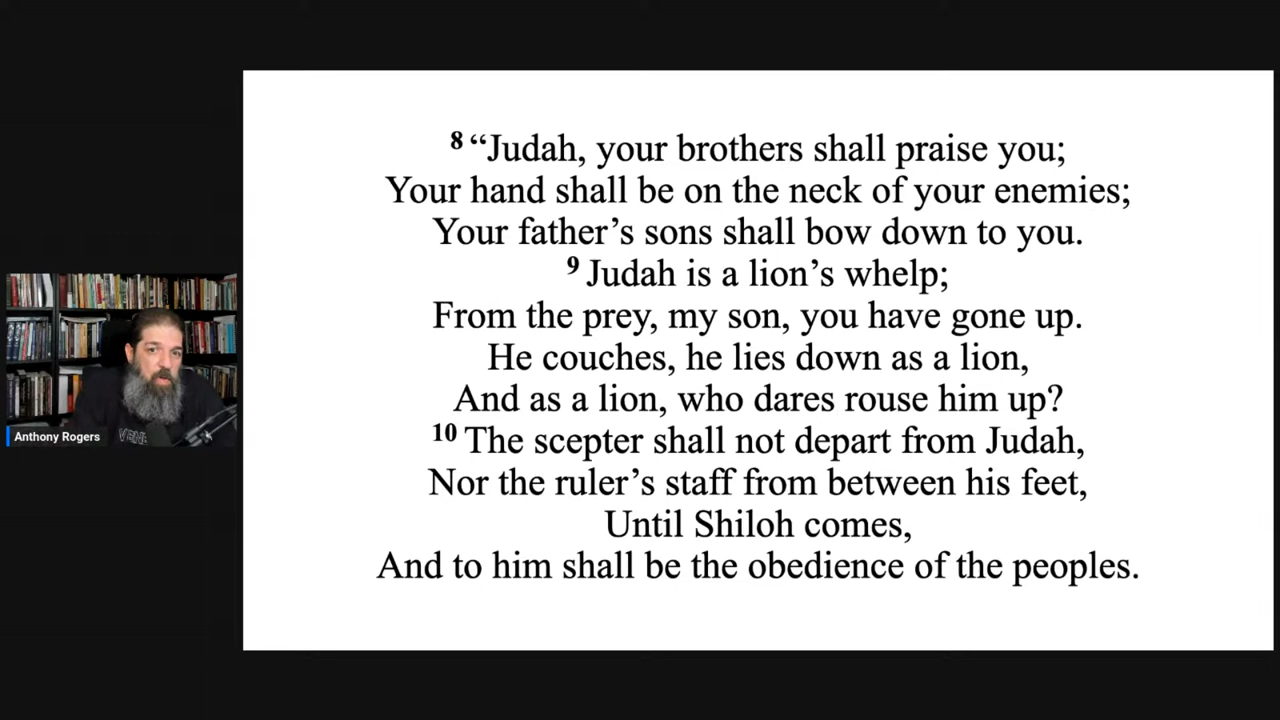 8 “Judah, your brothers shall praise you;
Your hand shall be on the neck of your enemies;
Your father’s sons shall bow down to you.
9 Judah is a lion’s whelp;
From the prey, my son, you have gone up.
He couches, he lies down as a lion,
And as a lion, who dares rouse him up?
10 The scepter shall not depart from Judah,
Nor the ruler’s staff from between his feet,
Until Shiloh comes,
And to him shall be the obedience of the peoples.
Anthony Rogers